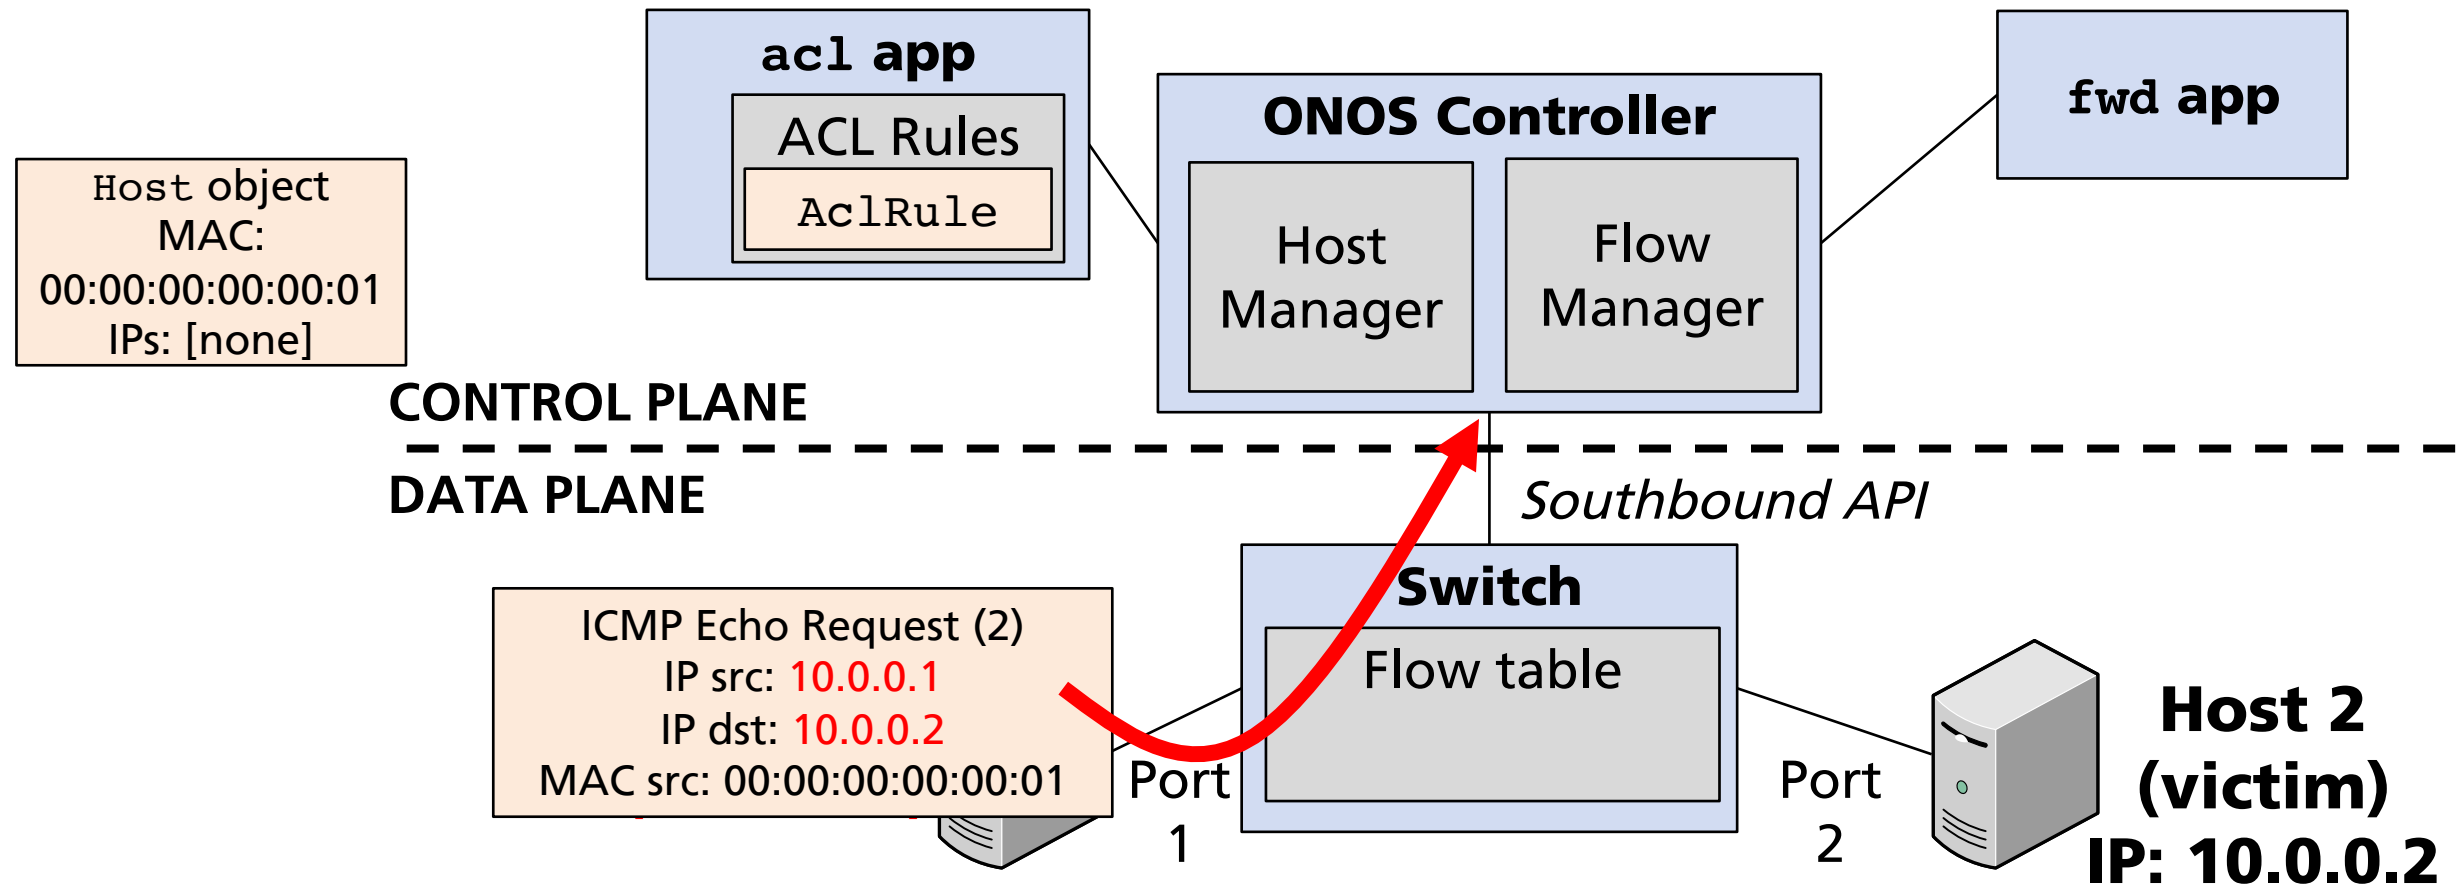 acl app
ACL Rules
AclRule
Host object
MAC:
00:00:00:00:00:01
IPs: [none]
ONOS Controller
Host
Manager
Flow
Manager
fwd app
CONTROL PLANE
DATA PLANE
Southbound API
ICMP Echo Request (2)
IP src: 10.0.0.1
IP dst: 10.0.0.2
MAC src: 00:00:00:00:00:01
Port
1
Switch
Flow table
Port
2
Host 2
(victim)
IP: 10.0.0.2